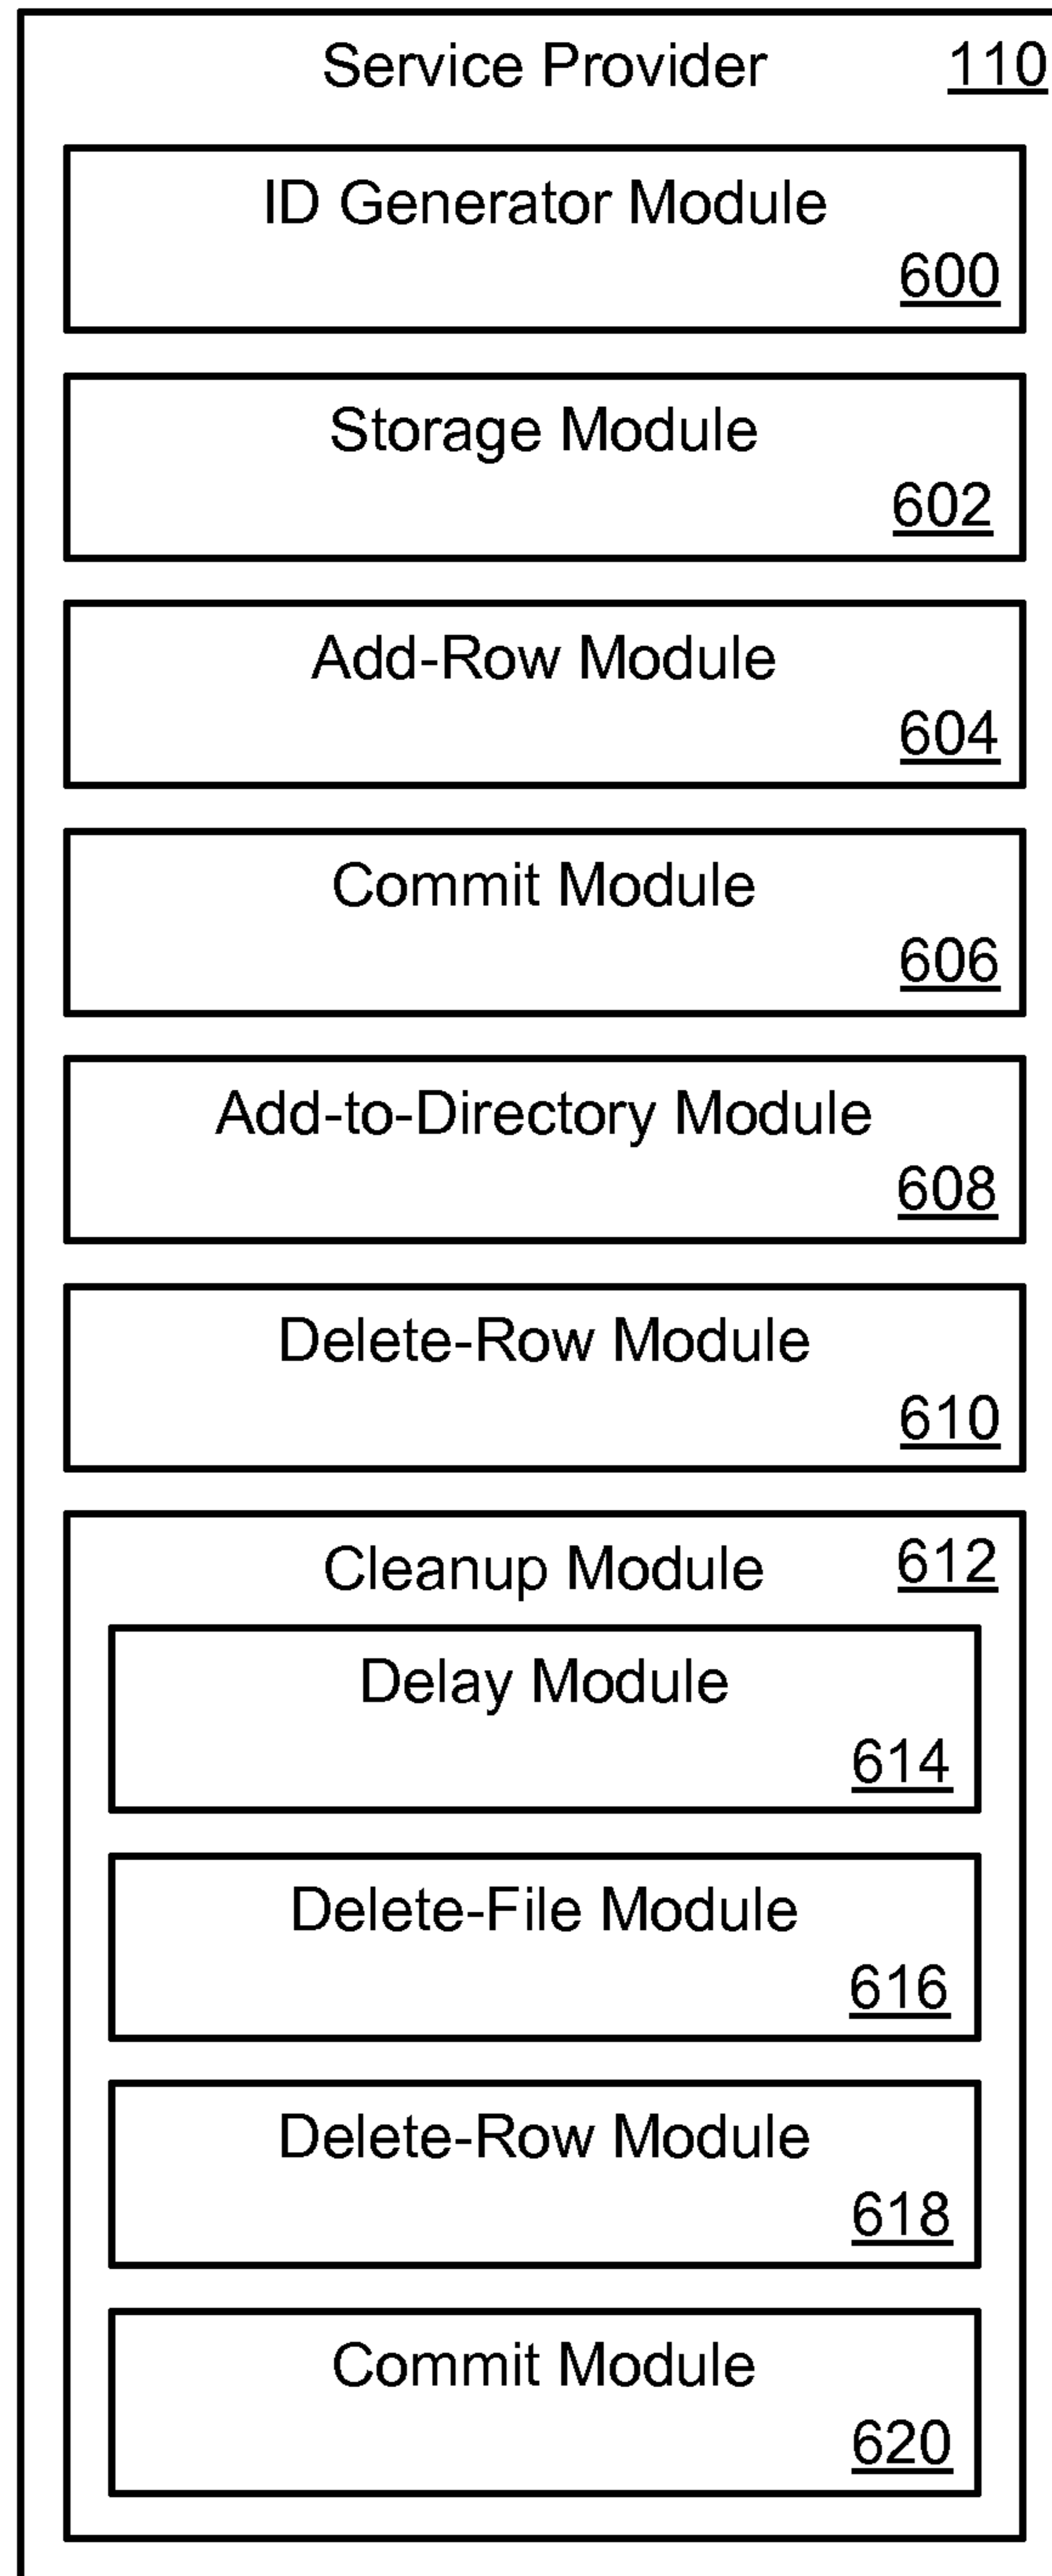 Service Provider 110
ID Generator Module
600
Storage Module
602
Add-Row Module
604
Commit Module
606
Add-to-Directory Module
608
Delete-Row Module
610
Cleanup Module 612
Delay Module
614
Delete-File Module
616
Delete-Row Module
618
Commit Module
620